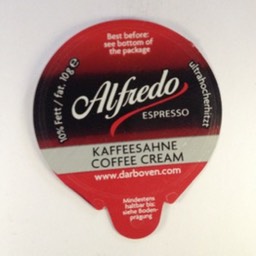 Best before:
see bottom of
the package
10% Fett / fat. 10g e
ultrahocherhitzt
Alfredo
ESPRESSO
KAFFEESAHNE
COFFEE CREAM
www.darboven.com
Mindestens
haltbar bis:
siehe Boden-
prägung